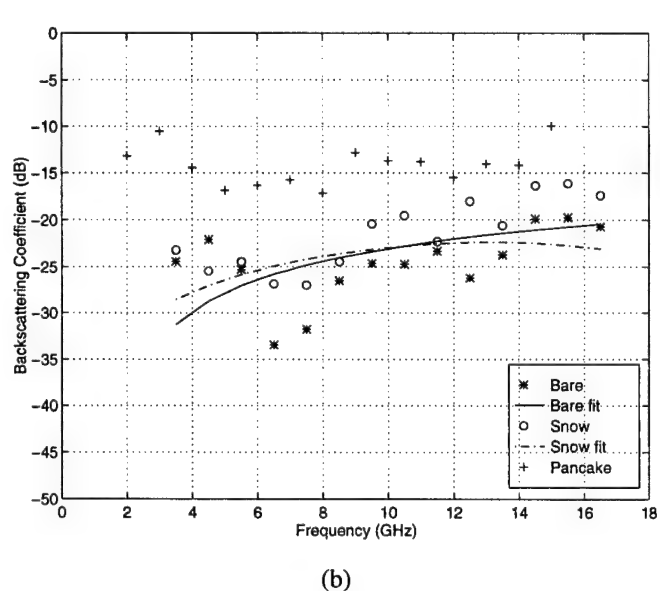 0
−5
−10
−15
−20
−25
−30
−35
−40
−45
−50
Backscattering Coefficient (dB)
Bare
Bare fit
Snow
Snow fit
Pancake
0 2 4 6 8 10 12 14 16 18
Frequency (GHz)
(b)